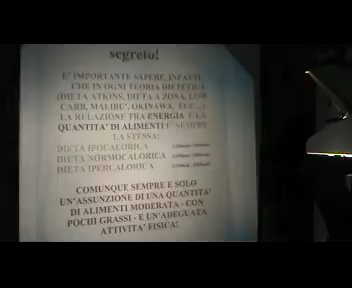 segreto!
E' IMPORTANTE SAPERE, INFATTI,
CHE IN OGNI TEORIA DIETETICA
(DIETA ATKINS, DIETA A ZONA, LOW
CARB, MALIBU', OKINAWA, ECC...)
LA RELAZIONE TRA ENERGIA E LA
QUANTITA' DI ALIMENTI E' SEMPRE
LA STESSA:
DIETA IPOCALORICA
DIETA NORMOCALORICA
DIETA IPERCALORICA
COMUNQUE SEMPRE E SOLO
UN'ASSUNZIONE DI UNA QUANTITA'
DI ALIMENTI MODERATA - CON
POCHI GRASSI - E UN'ADEGUATA
ATTIVITA' FISICA!